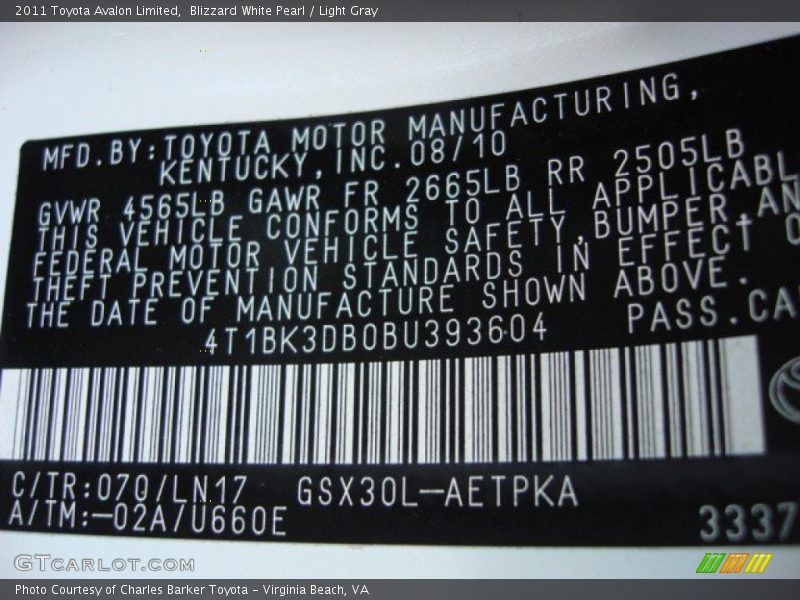 2011 Toyota Avalon Limited,  Blizzard White Pearl / Light Gray
MFD.BY:TOYOTA MOTOR MANUFACTURING,
KENTUCKY,INC.08/10
GVWR 4565LB GAWR FR 2665LB RR 2505LB
THIS VEHICLE CONFORMS TO ALL APPLICABL
FEDERAL MOTOR VEHICLE SAFETY,BUMPER,AN
THEFT PREVENTION STANDARDS IN EFFECT O
THE DATE OF MANUFACTURE SHOWN ABOVE.
4T1BK3DB0BU393604 PASS.CA
C/TR:070/LN17 GSX30L-AETPKA
A/TM:-02A/U660E
3337
GTCARLOT.COM
Photo Courtesy of Charles Barker Toyota - Virginia Beach, VA